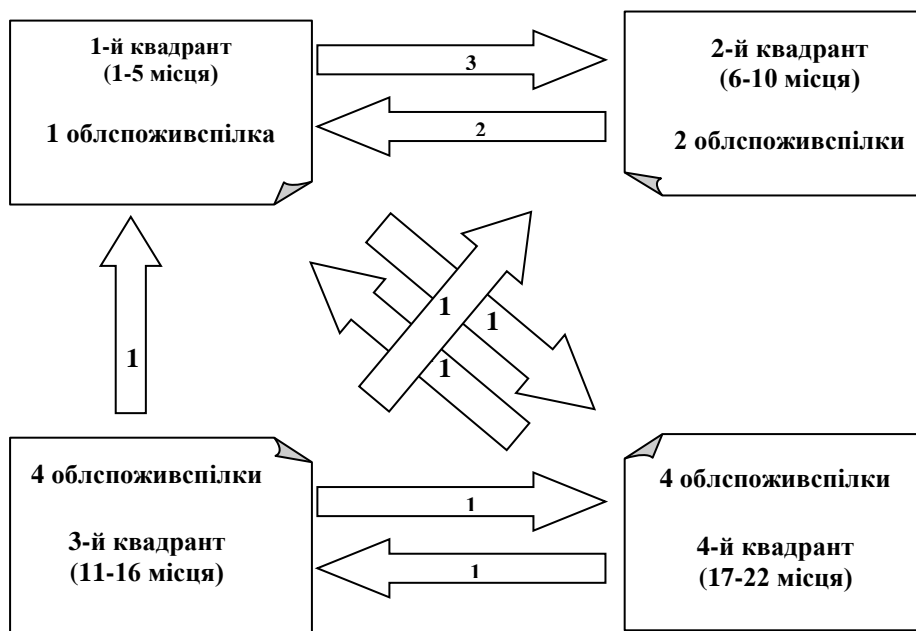 1-й квадрант
(1-5 місця)
1 облспоживспілка
3
2
2-й квадрант
(6-10 місця)
2 облспоживспілки
1
1
1
1
4 облспоживспілки
3-й квадрант
(11-16 місця)
1
1
4 облспоживспілки
4-й квадрант
(17-22 місця)